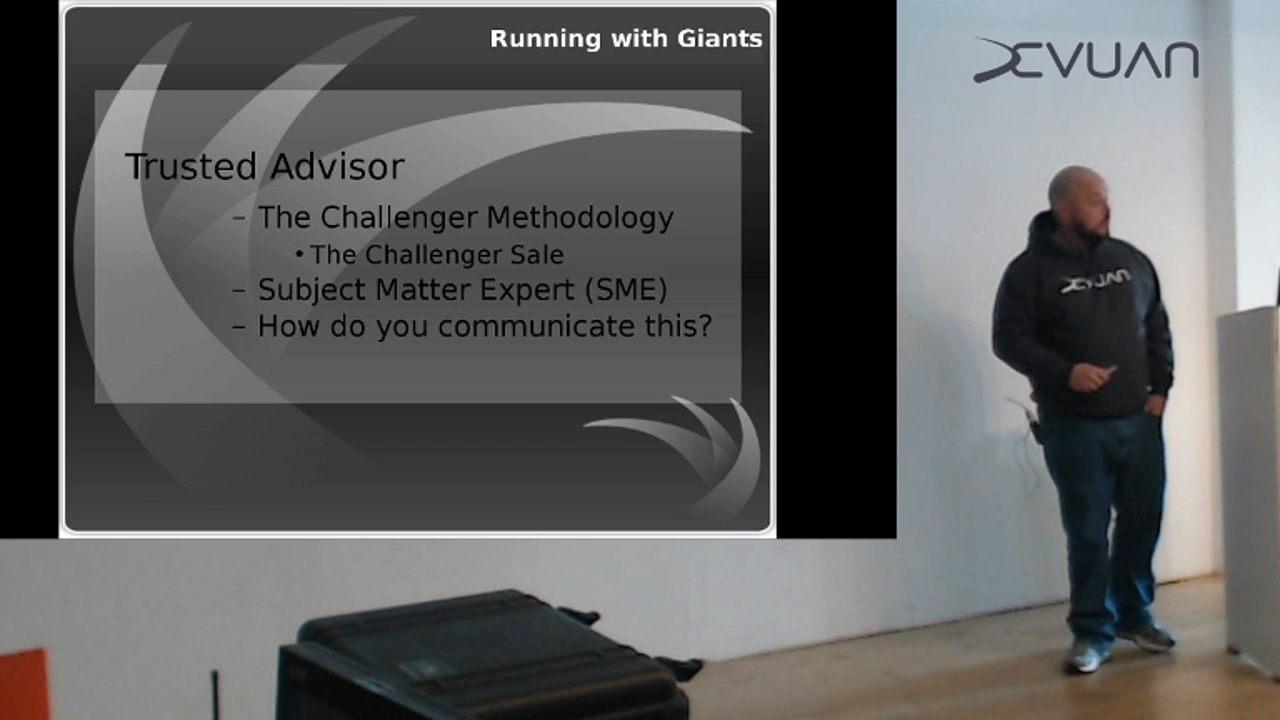 Running with Giants
Trusted Advisor
– The Challenger Methodology
• The Challenger Sale
– Subject Matter Expert (SME)
– How do you communicate this?
DEVUAN
DEVUAN